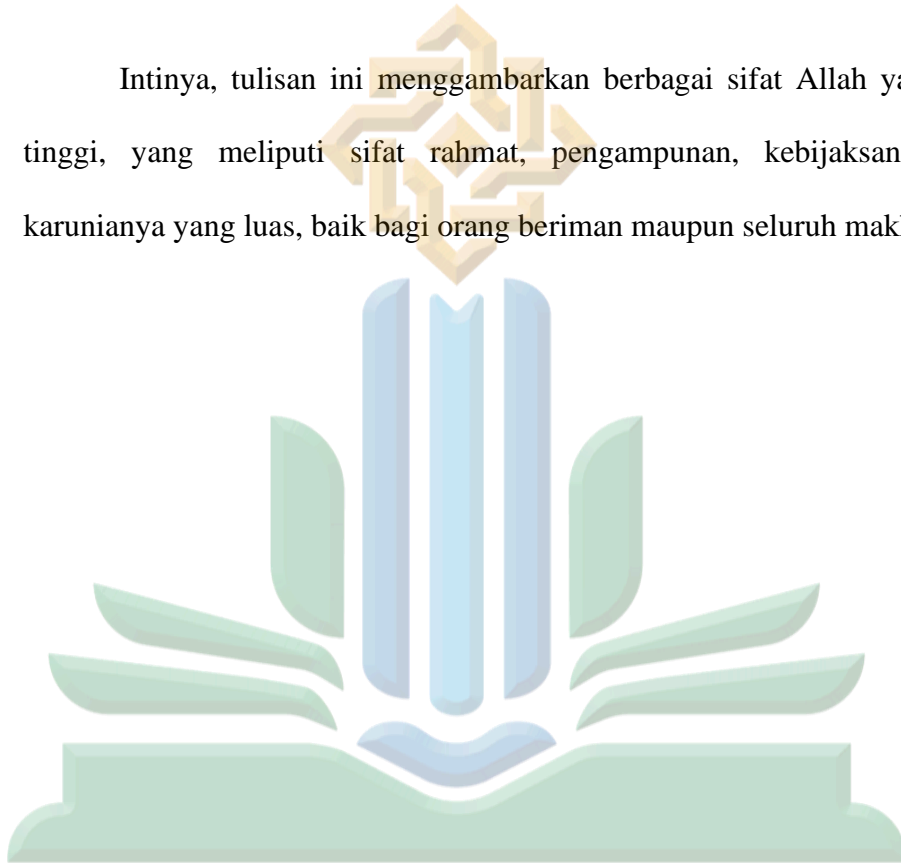 Intinya, tulisan ini menggambarkan berbagai sifat Allah
tinggi, yang meliputi sifat rahmat, pengampunan,
karunianya yang luas, baik bagi orang beriman maupun seluruh